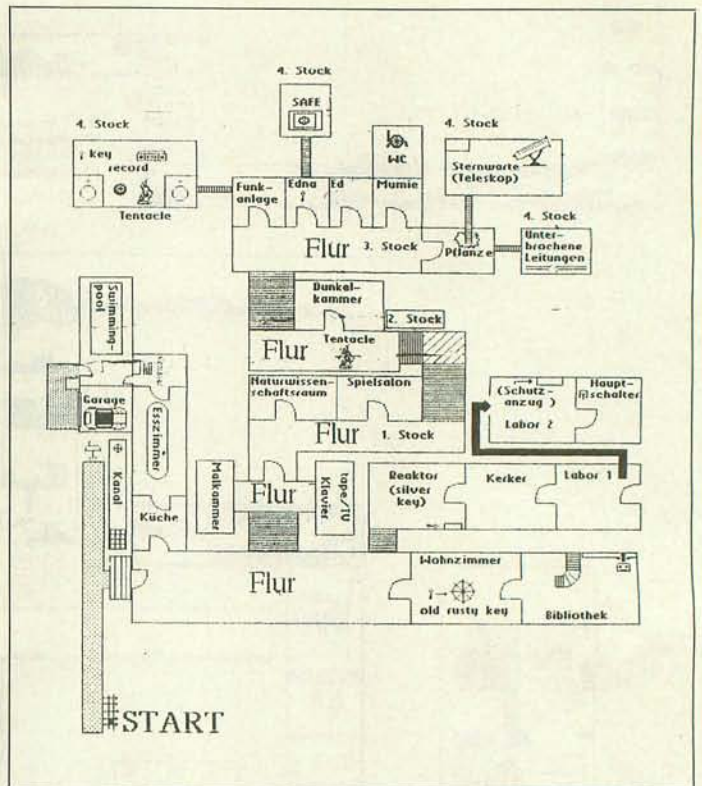 4. Stock
SAFE
4. Stock
key
record
Tentacle
WC
4. Stock
Sternwarte
(Teleskop)
Funk-
anlage
Edna
Ed
Mumie
4. Stock
Unter-
brochene
Leitungen
Flur
3. Stock
Pflanze
Dunkel-
kammer
2. Stock
Flur
Tentacle
Swimming-
pool
Naturwissen-
schaftsraum
Spielsalon
Flur
1. Stock
(Schutz-
anzug )
Labor 2
Haupt-
schalter
Garage
Esszimmer
Kanal
Küche
Malkammer
Flur
tape/TV
Klavier
Reaktor
(silver
key)
Kerker
Labor 1
Flur
Wohnzimmer
old rusty key
Bibliothek
START